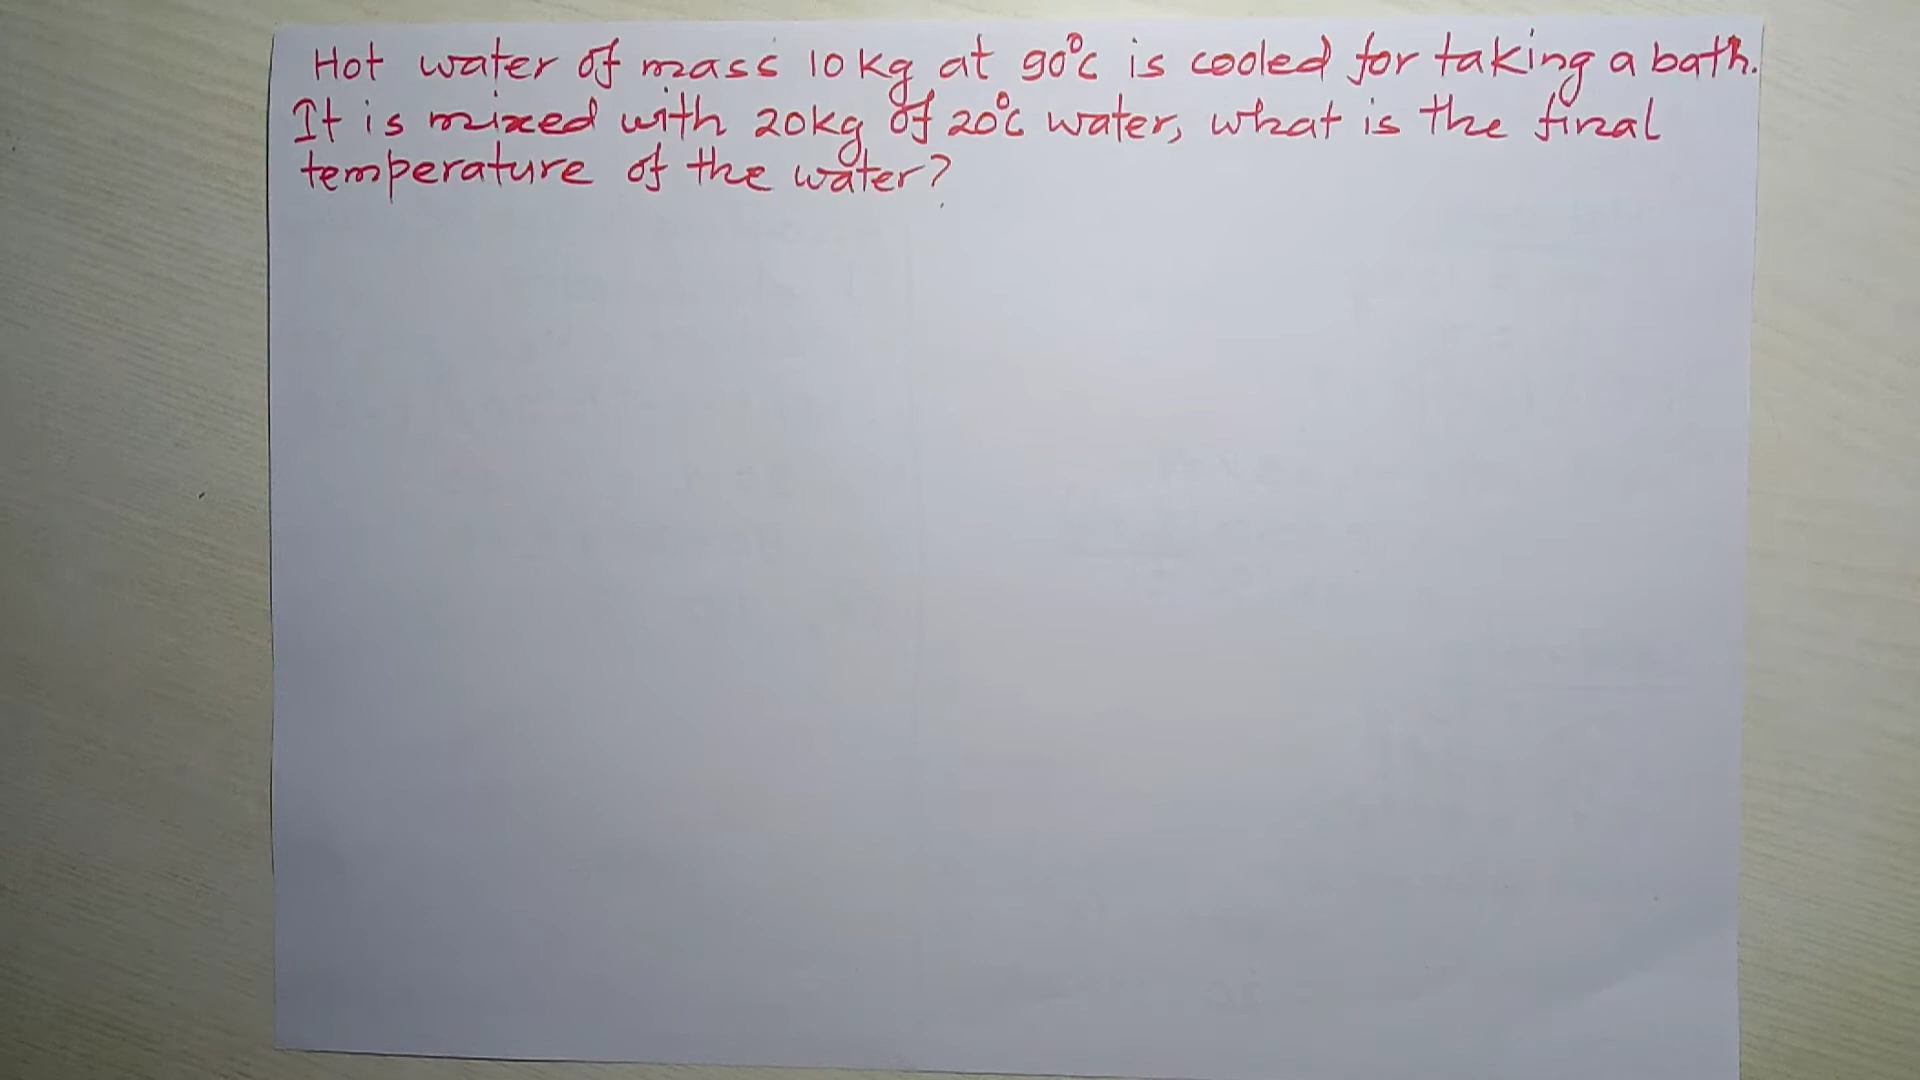 Hot water of mass 10kg at 90°c is cooled for taking a bath.
It is mixed with 20kg of 20°c water, what is the final
temperature of the water?